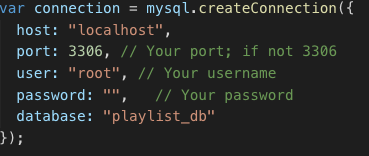 var connection = mysql.createConnection({
  host: "localhost",
  port: 3306, // Your port; if not 3306
  user: "root", // Your username
  password: "",   // Your password
  database: "playlist_db"
});